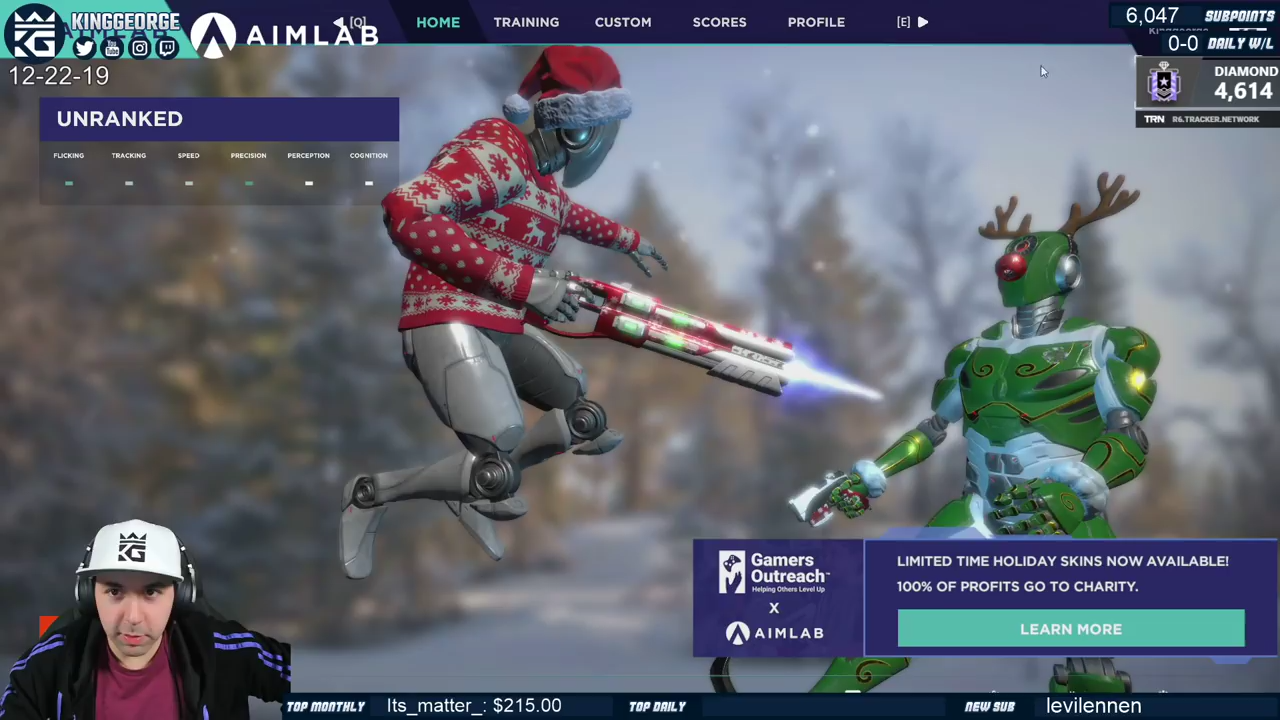 KINGGEORGE
12-22-19
AIMLAB
[Q]
HOME
TRAINING
CUSTOM
SCORES
PROFILE
[E]
6,047 SUBPOINTS
0-0 DAILY W/L
DIAMOND
4,614
TRN R6.TRACKER.NETWORK
UNRANKED
FLICKING
TRACKING
SPEED
PRECISION
PERCEPTION
COGNITION
KG
Gamers
Outreach™
Helping Others Level Up
X
AIMLAB
LIMITED TIME HOLIDAY SKINS NOW AVAILABLE!
100% OF PROFITS GO TO CHARITY.
LEARN MORE
TOP MONTHLY Its_matter_: $215.00
TOP DAILY
NEW SUB levilennen